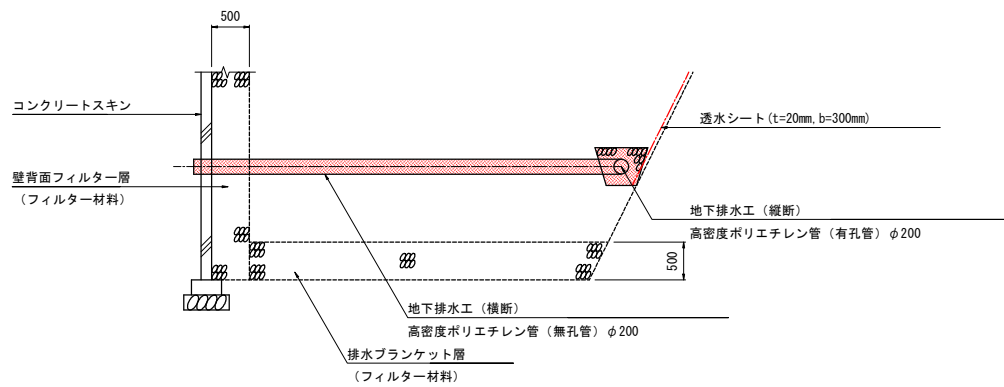 500
コンクリートスキン
透水シート(t=20mm,b=300mm)
壁背面フィルター層
(フィルター材料)
地下排水工(縦断)
高密度ポリエチレン管(有孔管)φ200
500
地下排水工(横断)
高密度ポリエチレン管(無孔管)φ200
排水ブランケット層
(フィルター材料)